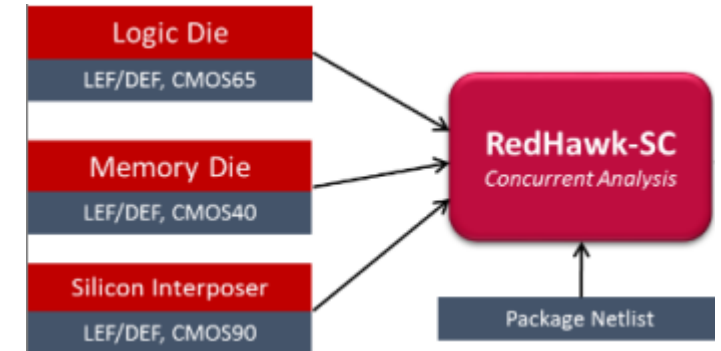 Logic Die
LEF/DEF, CMOS65
Memory Die
LEF/DEF, CMOS40
Silicon Interposer
LEF/DEF, CMOS90
RedHawk-SC
Concurrent Analysis
Package Netlist